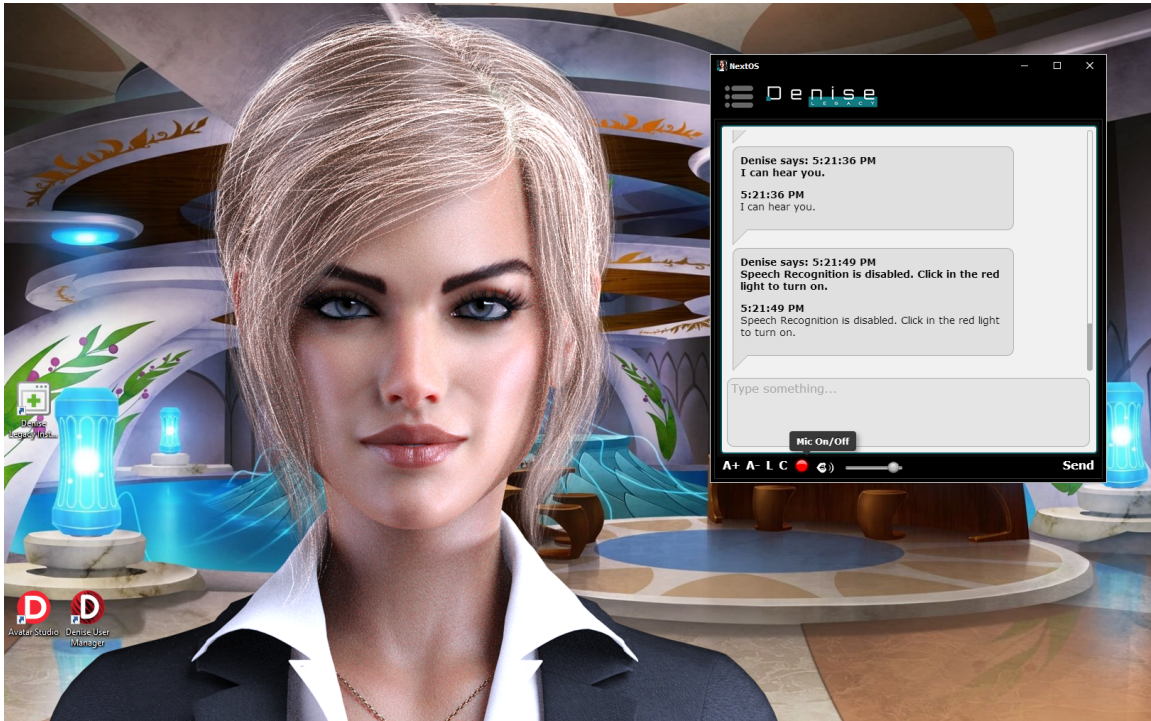 NextOS
Denise
LEGACY
Denise says: 5:21:36 PM
I can hear you.
5:21:36 PM
I can hear you.
Denise says: 5:21:49 PM
Speech Recognition is disabled. Click in the red
light to turn on.
5:21:49 PM
Speech Recognition is disabled. Click in the red light
to turn on.
Type something...
Mic On/Off
A+ A- L C
Send
Denise
Legacy Inst...
D
Avatar Studio
D
Denise User
Manager